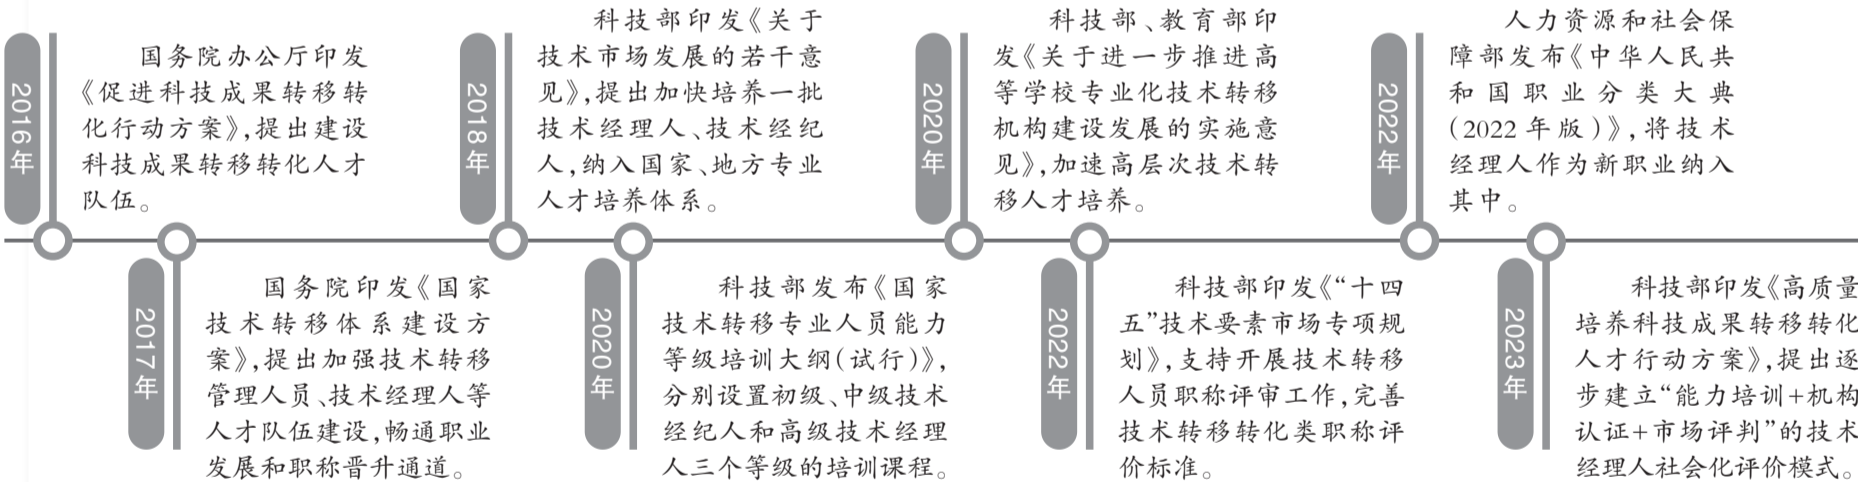 2016年
国务院办公厅印发
《促进科技成果转移转
化行动方案》,提出建设
科技成果转移转化人才
队伍。
2017年
国务院印发《国家
技术转移体系建设方
案》,提出加强技术转移
管理人员、技术经理人等
人才队伍建设,畅通职业
发展和职称晋升通道。
2018年
科技部印发《关于
技术市场发展的若干意
见》,提出加快培养一批
技术经理人、技术经纪
人,纳入国家、地方专业
人才培养体系。
2020年
科技部发布《国家
技术转移专业人员能力
等级培训大纲(试行)》,
分别设置初级、中级技术
经纪人和高级技术经理
人三个等级的培训课程。
2020年
科技部、教育部印
发《关于进一步推进高
等学校专业化技术转移
机构建设发展的实施意
见》,加速高层次技术转
移人才培养。
2022年
科技部印发《“十四
五”技术要素市场专项规
划》,支持开展技术转移
人员职称评审工作,完善
技术转移转化类职称评
价标准。
2022年
人力资源和社会保
障部发布《中华人民共
和国职业分类大典
(2022年版)》,将技术
经理人作为新职业纳入
其中。
2023年
科技部印发《高质量
培养科技成果转移转化
人才行动方案》,提出逐
步建立“能力培训+机构
认证+市场评判”的技术
经理人社会化评价模式。